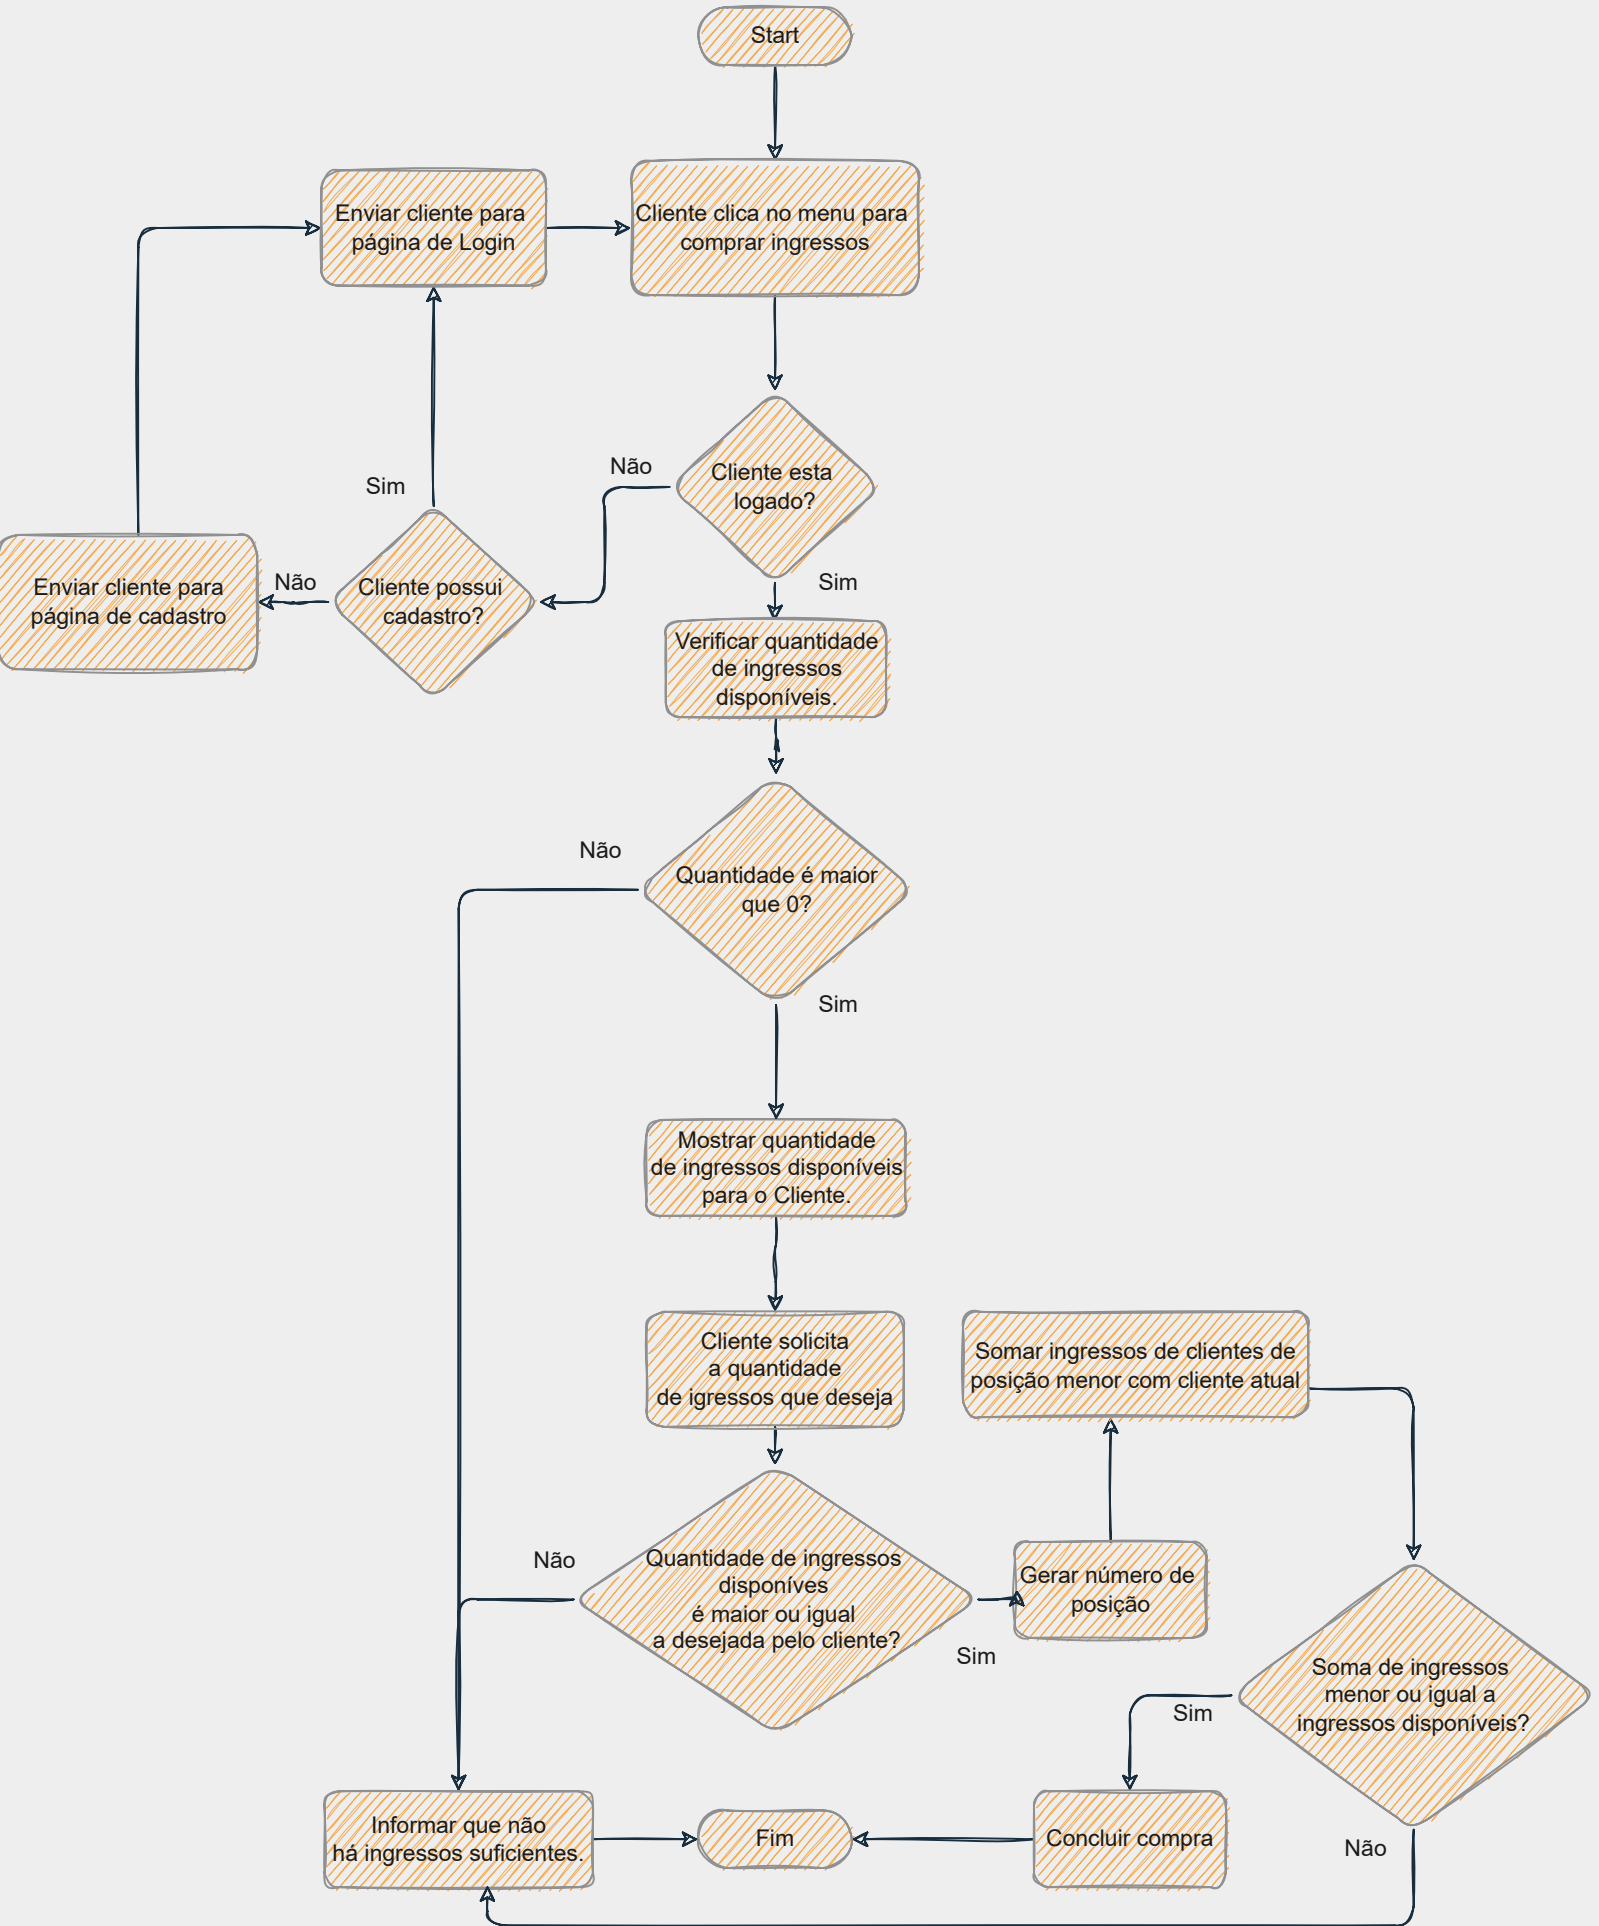 Start
Enviar cliente para
página de Login
Cliente clica no menu para
comprar ingressos
Não
Cliente esta
logado?
Sim
Enviar cliente para
página de cadastro
Não
Cliente possui
cadastro?
Sim
Verificar quantidade
de ingressos
disponíveis.
Não
Quantidade é maior
que 0?
Sim
Mostrar quantidade
de ingressos disponíveis
para o Cliente.
Cliente solicita
a quantidade
de igressos que deseja
Somar ingressos de clientes de
posição menor com cliente atual
Não
Quantidade de ingressos
disponíves
é maior ou igual
a desejada pelo cliente?
Sim
Gerar número de
posição
Soma de ingressos
menor ou igual a
ingressos disponíveis?
Sim
Não
Informar que não
há ingressos suficientes.
Fim
Concluir compra